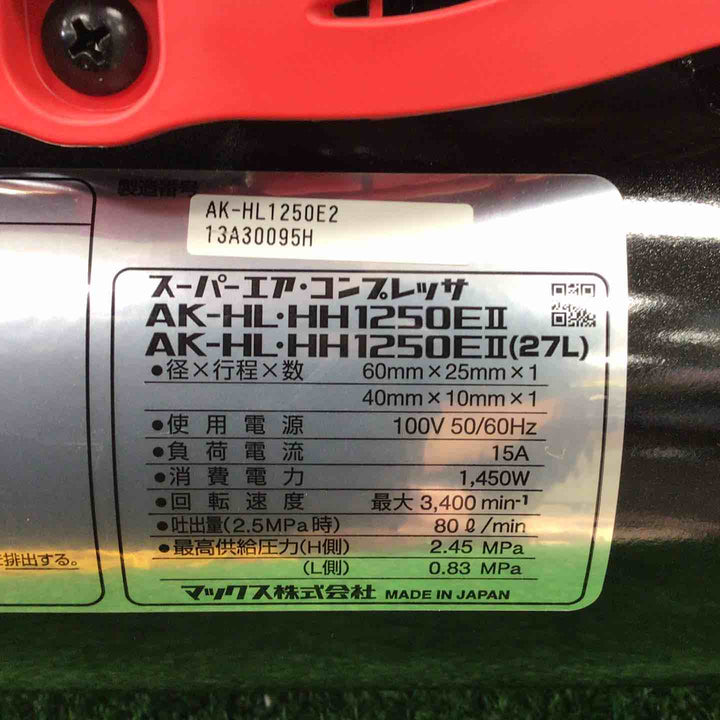 製造番号
AK-HL1250E2
13A30095H
スーパーエア・コンプレッサ
AK-HL・HH1250EⅡ
AK-HL・HH1250EⅡ(27L)
●径×行程×数 60mm×25mm×1
40mm×10mm×1
●使用電源 100V 50/60Hz
●負荷電流 15A
●消費電力 1,450W
●回転速度 最大 3,400 min⁻¹
●吐出量(2.5MPa時) 80ℓ/min
●最高供給圧力(H側) 2.45 MPa
(L側) 0.83 MPa
マックス株式会社 MADE IN JAPAN
排出する。